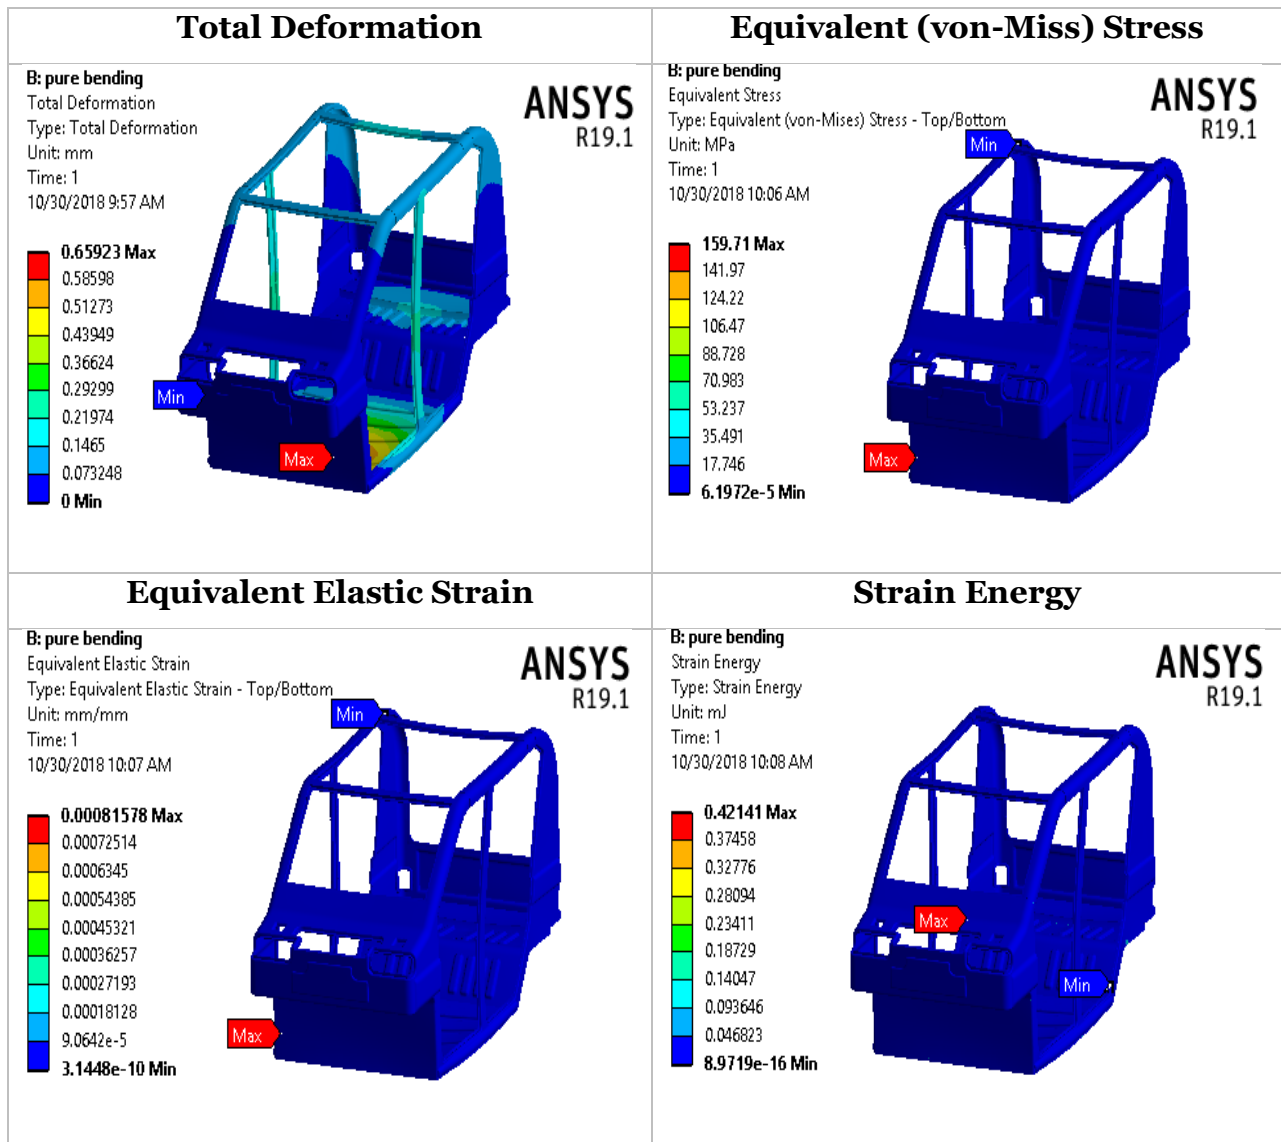 Total Deformation
B: pure bending
Total Deformation
Type: Total Deformation
Unit: mm
Time: 1
10/30/2018 9:57 AM
ANSYS
R19.1
0.65923 Max
0.58598
0.51273
0.43949
0.36624
0.29299
0.21974
0.1465
0.073248
0 Min
Min
Max
Equivalent (von-Miss) Stress
B: pure bending
Equivalent Stress
Type: Equivalent (von-Mises) Stress - Top/Bottom
Unit: MPa
Time: 1
10/30/2018 10:06 AM
ANSYS
R19.1
159.71 Max
141.97
124.22
106.47
88.728
70.983
53.237
35.491
17.746
6.1972e-5 Min
Min
Max
Equivalent Elastic Strain
B: pure bending
Equivalent Elastic Strain
Type: Equivalent Elastic Strain - Top/Bottom
Unit: mm/mm
Time: 1
10/30/2018 10:07 AM
ANSYS
R19.1
0.00081578 Max
0.00072514
0.0006345
0.00054385
0.00045321
0.00036257
0.00027193
0.00018128
9.0642e-5
3.1448e-10 Min
Min
Max
Strain Energy
B: pure bending
Strain Energy
Type: Strain Energy
Unit: mJ
Time: 1
10/30/2018 10:08 AM
ANSYS
R19.1
0.42141 Max
0.37458
0.32776
0.28094
0.23411
0.18729
0.14047
0.093646
0.046823
8.9719e-16 Min
Max
Min